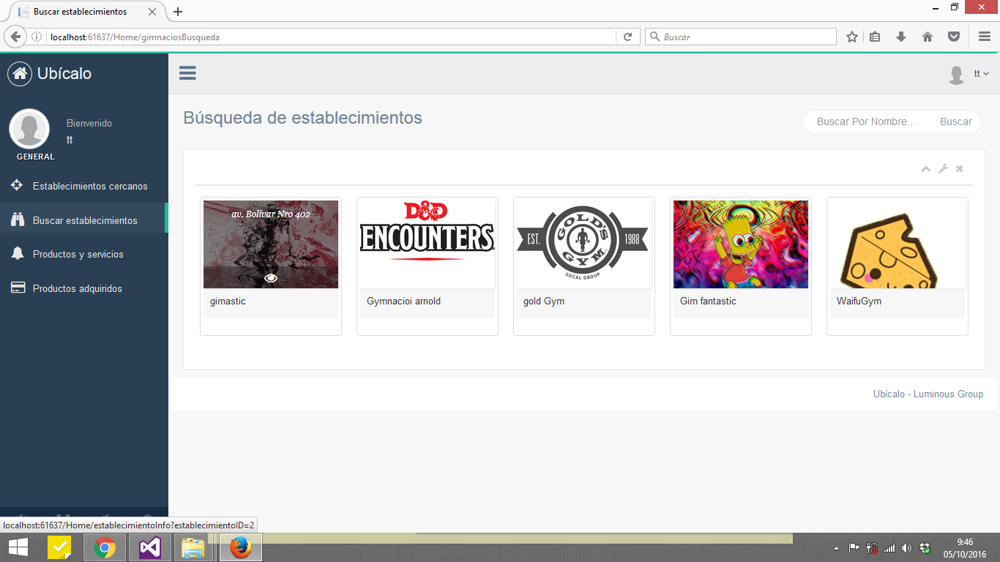 Buscar establecimientos
localhost:61637/Home/gimnaciosBusqueda
Buscar
Ubícalo
tt
Bienvenido
tt
GENERAL
Establecimientos cercanos
Buscar establecimientos
Productos y servicios
Productos adquiridos
Búsqueda de establecimientos
Buscar Por Nombre...
Buscar
av. Bolivar Nro 402
gimastic
D&D
ENCOUNTERS
Gymnacioi arnold
EST.
GOLD'S
GYM
1988
SOCAL GROUP
gold Gym
Gim fantastic
WaifuGym
Ubícalo - Luminous Group
localhost:61637/Home/establecimientoInfo?establecimientoID=2
9:46
05/10/2016